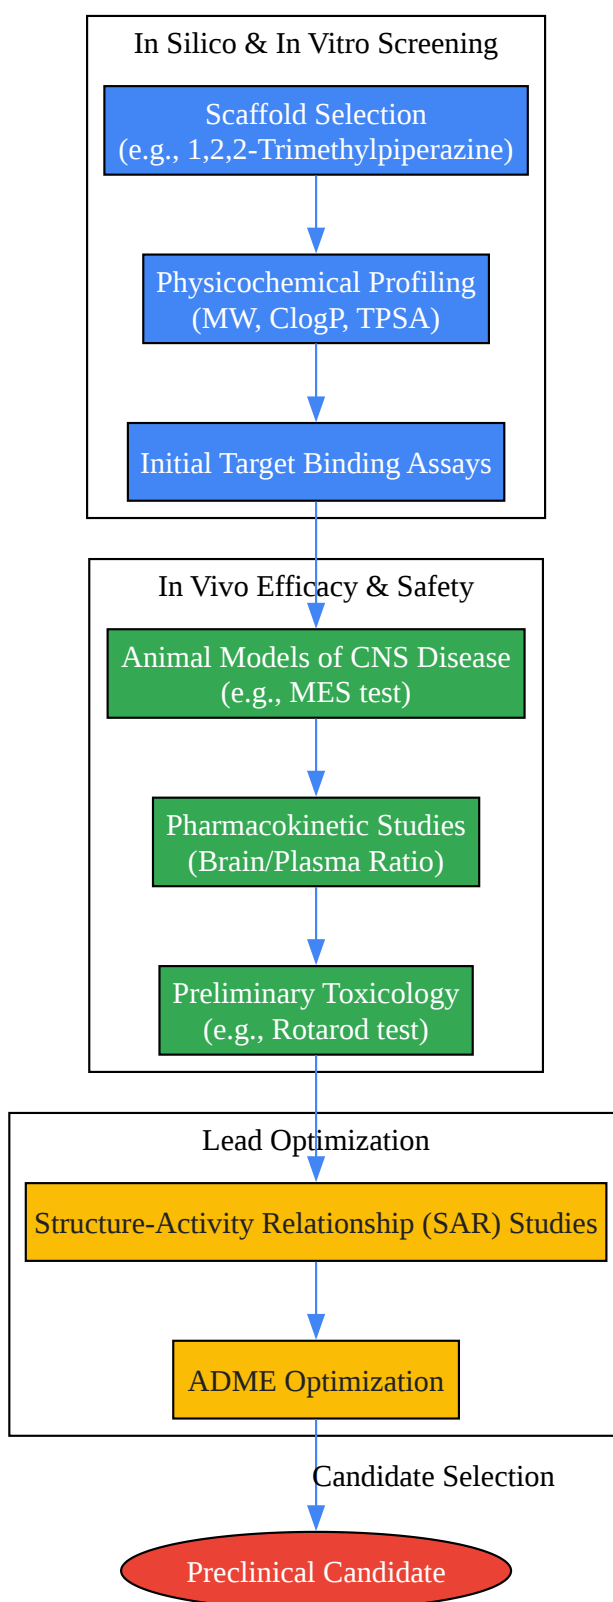 In Silico & In Vitro Screening
Scaffold Selection
(e.g., 1,2,2-Trimethylpiperazine)
Physicochemical Profiling
(MW, ClogP, TPSA)
Initial Target Binding Assays
In Vivo Efficacy & Safety
Animal Models of CNS Disease
(e.g., MES test)
Pharmacokinetic Studies
(Brain/Plasma Ratio)
Preliminary Toxicology
(e.g., Rotarod test)
Lead Optimization
Structure-Activity Relationship (SAR) Studies
ADME Optimization
Candidate Selection
Preclinical Candidate